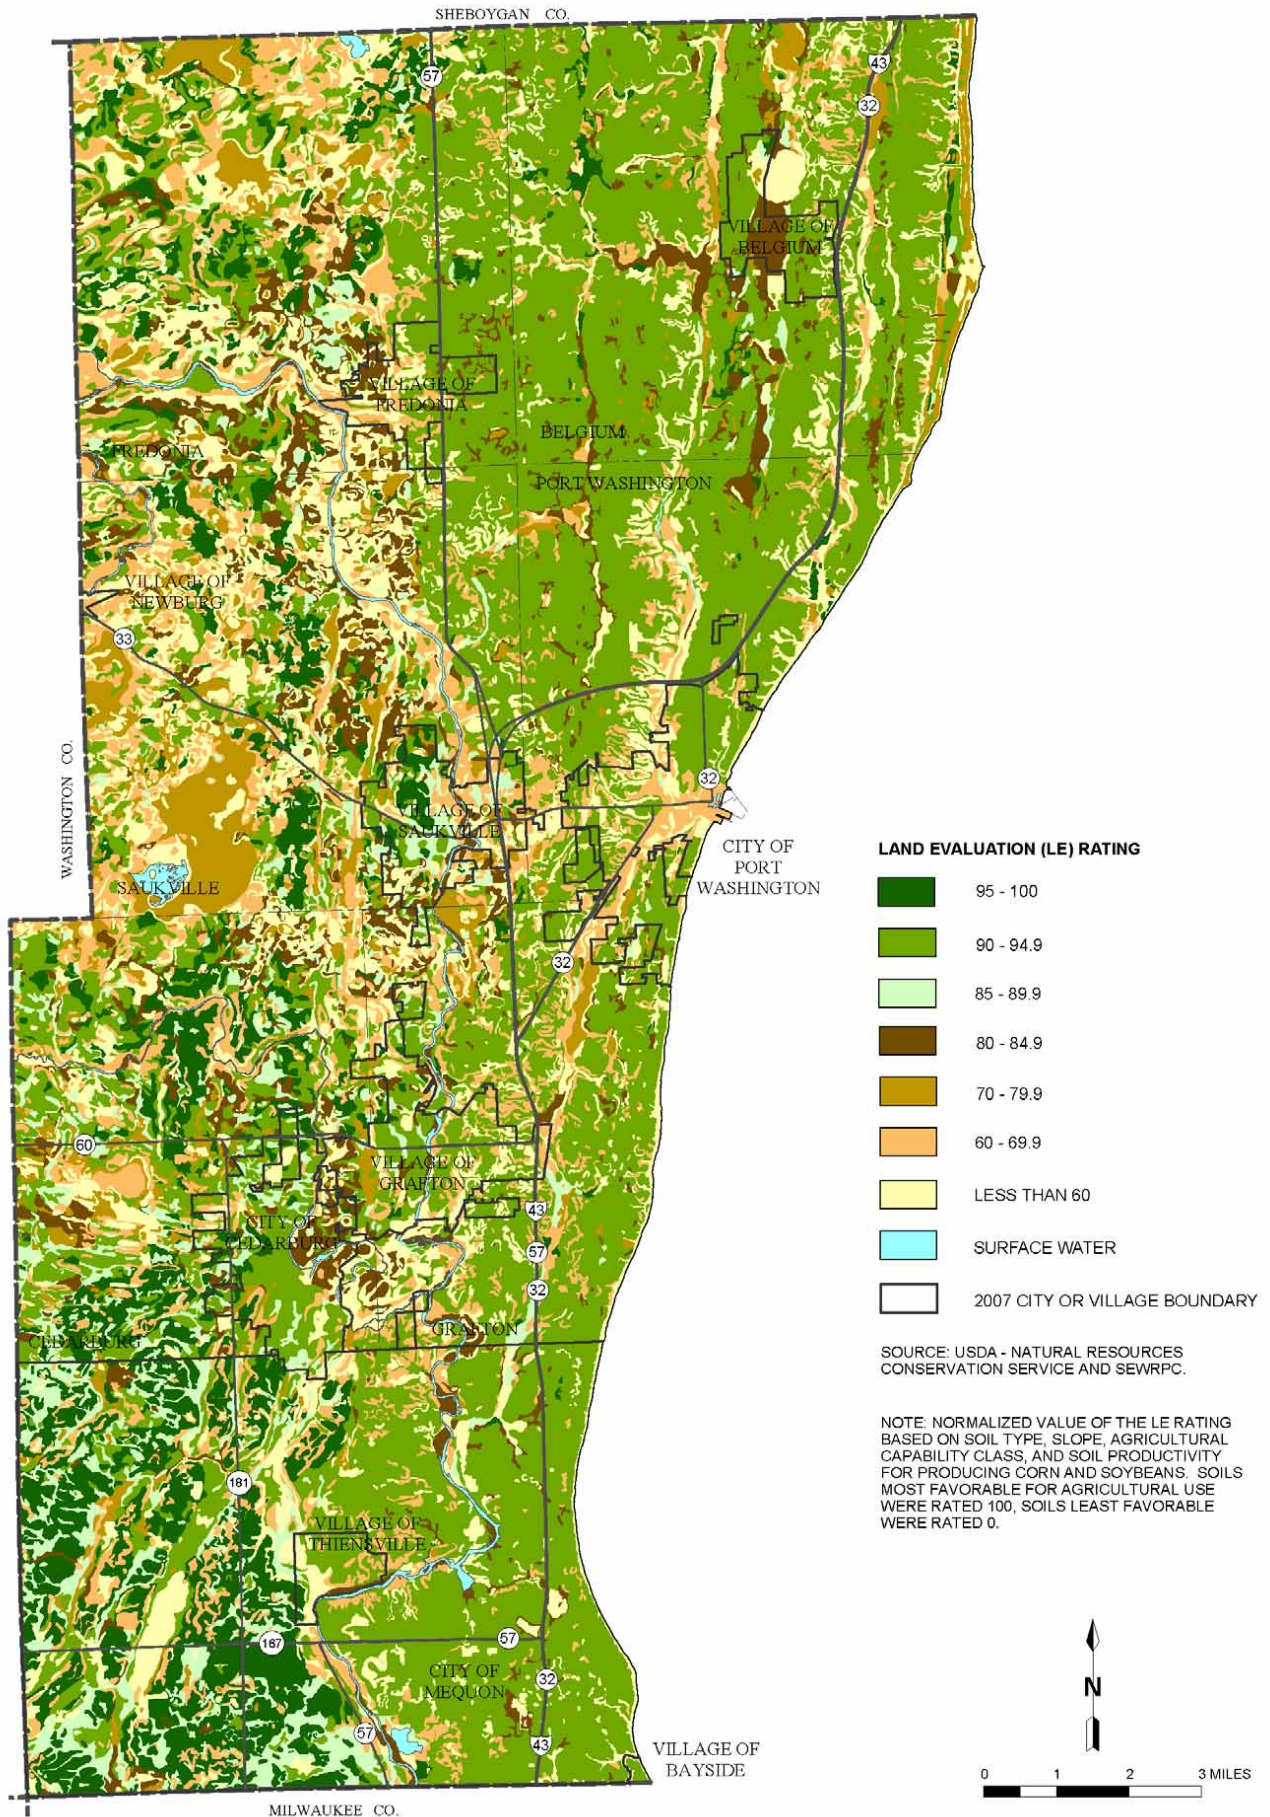 SHEBOYGAN CO.
57
43
32
VILLAGE OF
BELGIUM
VILLAGE OF
FREDONIA
BELGIUM
FREDONIA
PORT WASHINGTON
VILLAGE OF
NEWBURG
33
WASHINGTON CO.
32
VILLAGE OF
SAUKVILLE
CITY OF
PORT
WASHINGTON
SAUKVILLE
32
60
VILLAGE OF
GRAFTON
43
CITY OF
CEDARBURG
57
32
GRAFTON
CEDARBURG
181
VILLAGE OF
THIENSVILLE
167
57
CITY OF
MEQUON
32
57
43
VILLAGE OF
BAYSIDE
MILWAUKEE CO.
LAND EVALUATION (LE) RATING
95 - 100
90 - 94.9
85 - 89.9
80 - 84.9
70 - 79.9
60 - 69.9
LESS THAN 60
SURFACE WATER
2007 CITY OR VILLAGE BOUNDARY
SOURCE: USDA - NATURAL RESOURCES
CONSERVATION SERVICE AND SEWRPC.
NOTE: NORMALIZED VALUE OF THE LE RATING
BASED ON SOIL TYPE, SLOPE, AGRICULTURAL
CAPABILITY CLASS, AND SOIL PRODUCTIVITY
FOR PRODUCING CORN AND SOYBEANS. SOILS
MOST FAVORABLE FOR AGRICULTURAL USE
WERE RATED 100, SOILS LEAST FAVORABLE
WERE RATED 0.
N
0 1 2 3 MILES